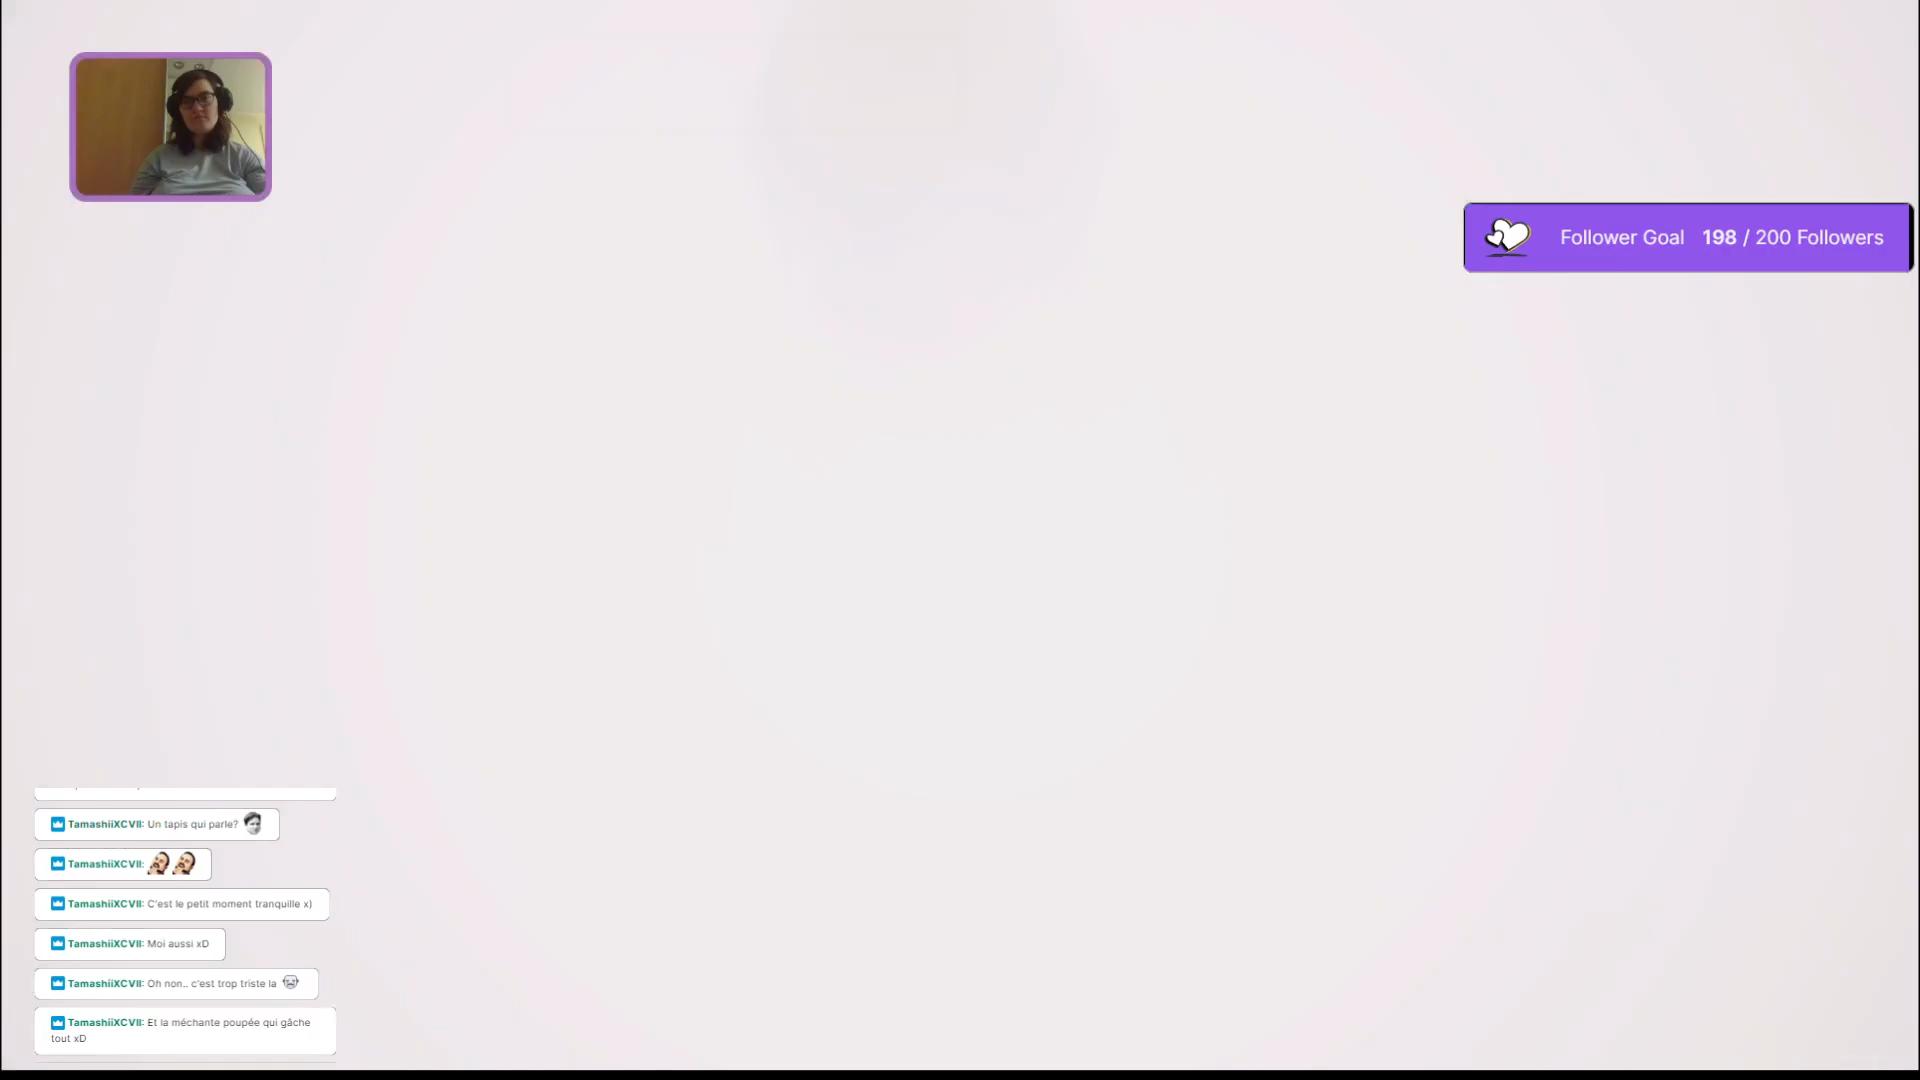 Follower Goal 198 / 200 Followers
TamashiiXCVII: Un tapis qui parle?
TamashiiXCVII:
TamashiiXCVII: C'est le petit moment tranquille x)
TamashiiXCVII: Moi aussi xD
TamashiiXCVII: Oh non.. c'est trop triste la
TamashiiXCVII: Et la méchante poupée qui gâche
tout xD